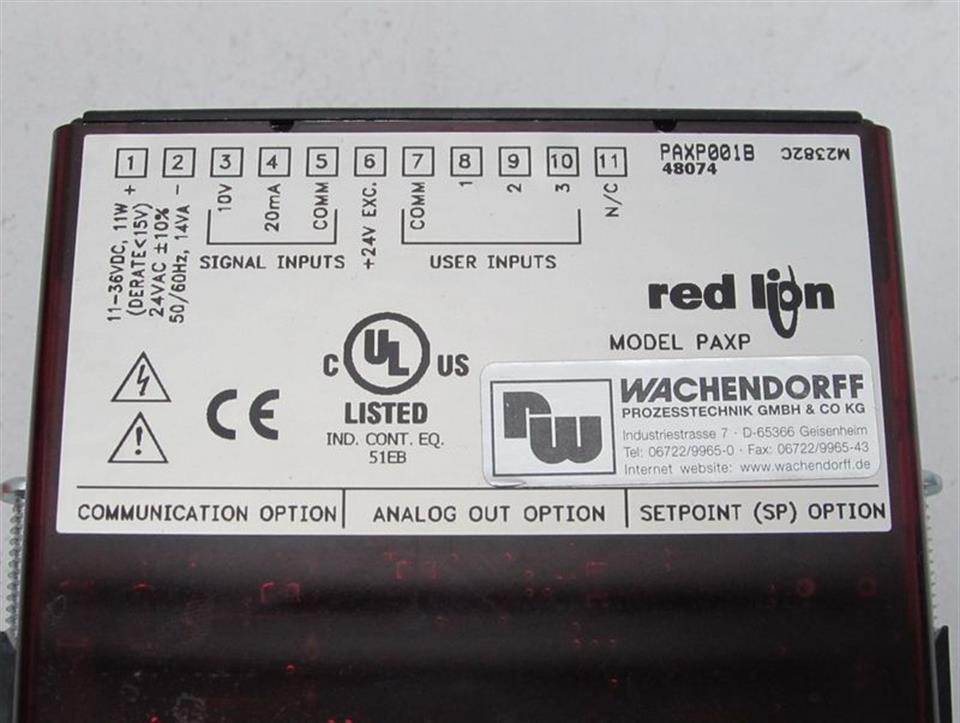 1 2 3 4 5 6 7 8 9 10 11
PAXP001B
48074
M2382C
11-36VDC, 11W +
(DERATE<15V)
24VAC ±10%
50/60Hz, 14VA -
10V
20mA
COMM
+24V EXC.
COMM
1
2
3
N/C
SIGNAL INPUTS
USER INPUTS
red lion
MODEL PAXP
C UL US
LISTED
IND. CONT. EQ.
51EB
CE
WACHENDORFF
PROZESSTECHNIK GMBH & CO KG
Industriestrasse 7 · D-65366 Geisenheim
Tel: 06722/9965-0 · Fax: 06722/9965-43
Internet website: www.wachendorff.de
COMMUNICATION OPTION ANALOG OUT OPTION SETPOINT (SP) OPTION